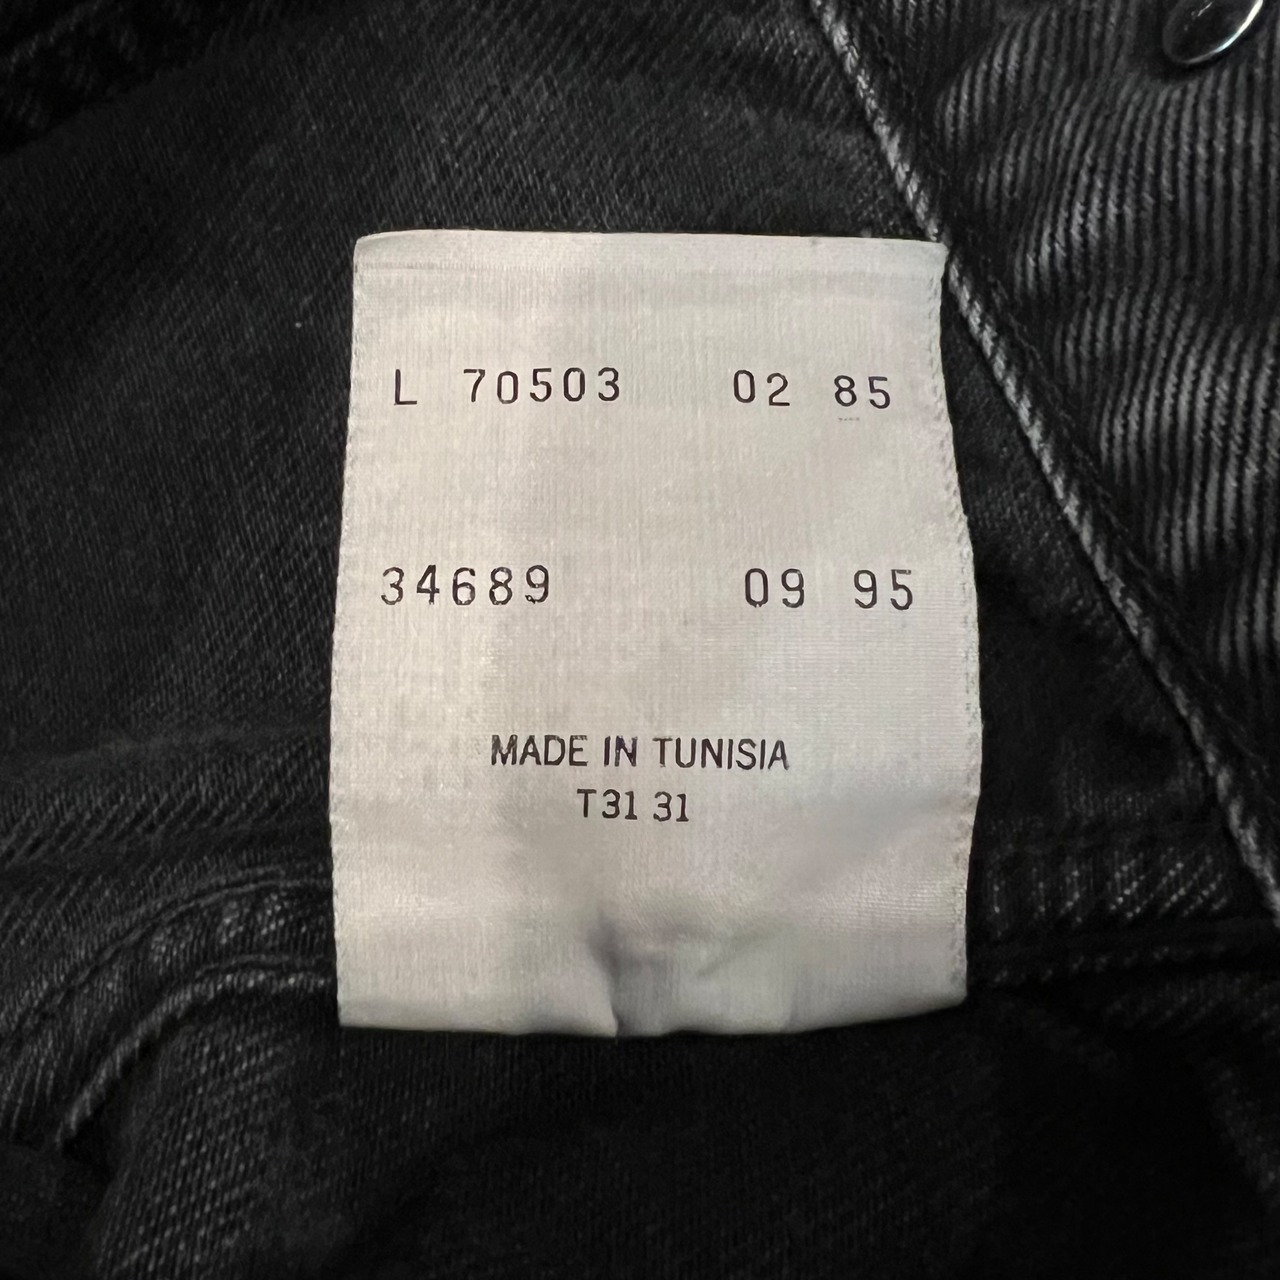 L 70503 02 85
34689 09 95
MADE IN TUNISIA
T31 31